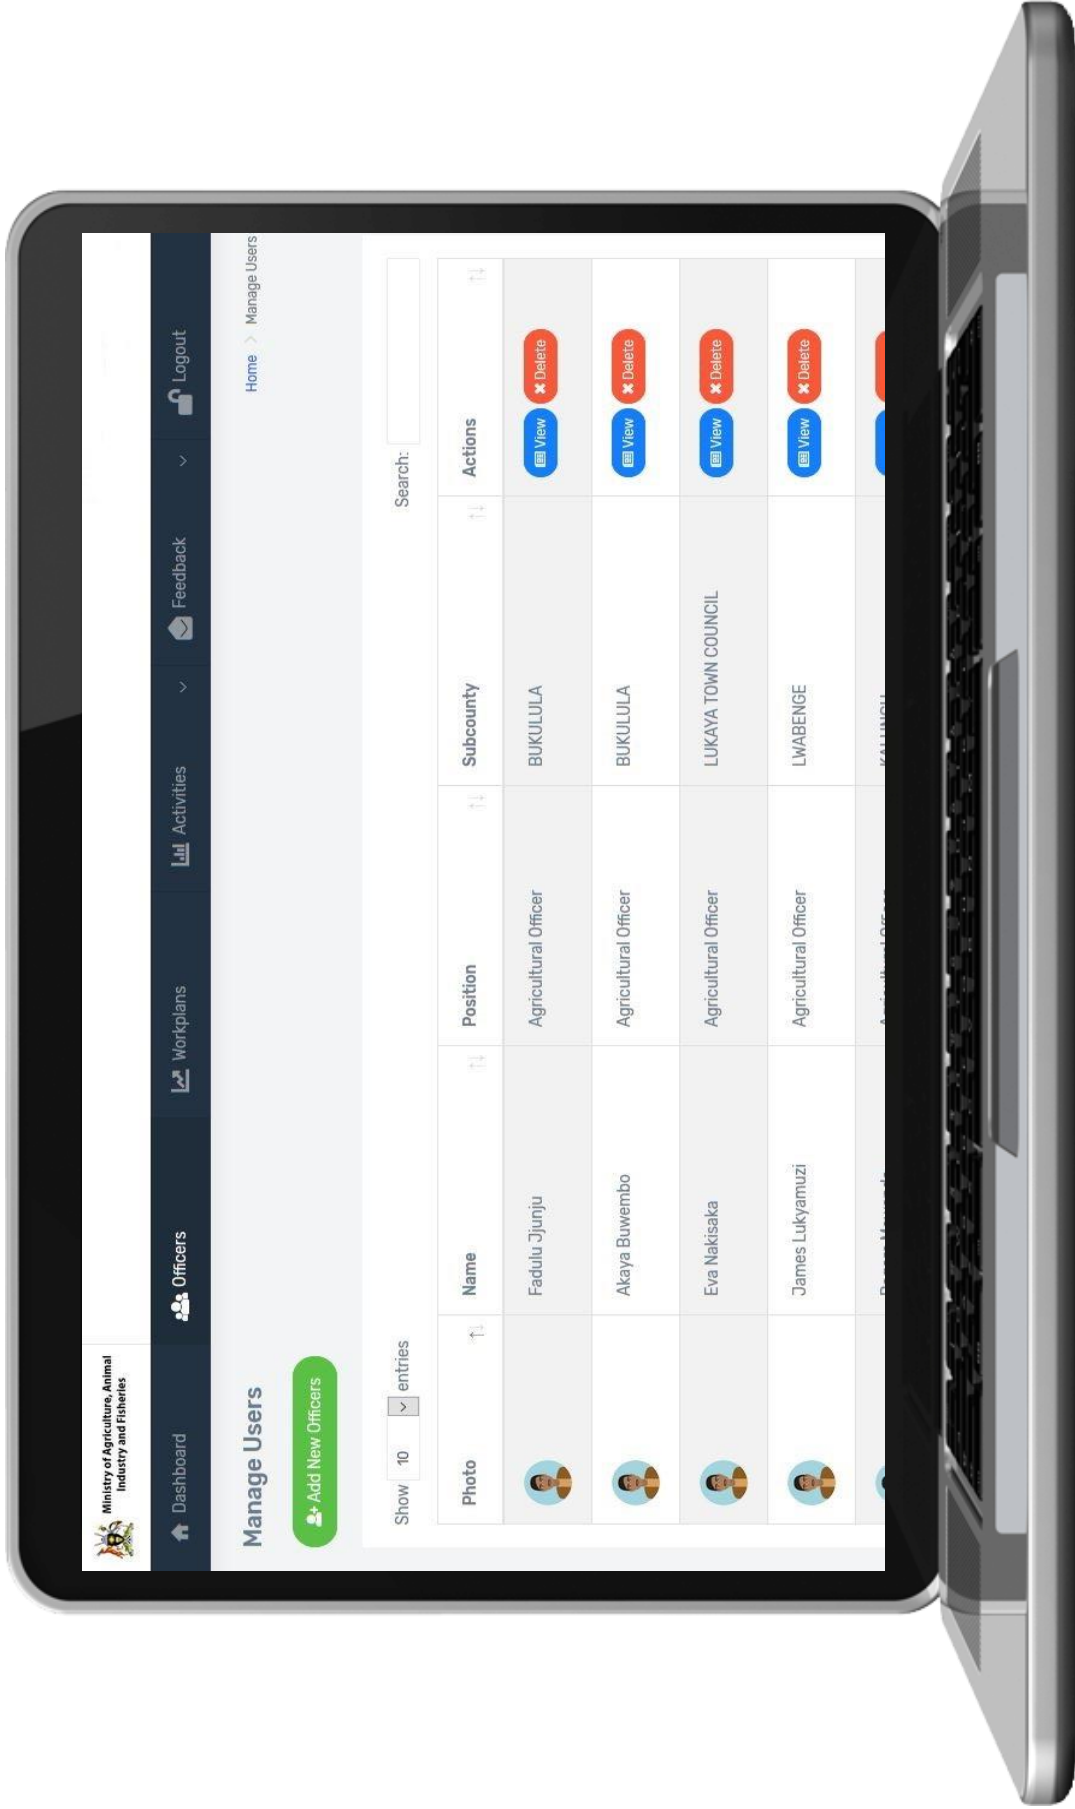 Ministry of Agriculture, Animal
Industry and Fisheries
Dashboard Officers Workplans Activities Feedback Logout
Manage Users Home > Manage Users
Add New Officers
Show 10 entries Search:
Photo Name Position Subcounty Actions
Fadulu Jjunju Agricultural Officer BUKULULA View Delete
Akaya Buwembo Agricultural Officer BUKULULA View Delete
Eva Nakisaka Agricultural Officer LUKAYA TOWN COUNCIL View Delete
James Lukyamuzi Agricultural Officer LWABENGE View Delete